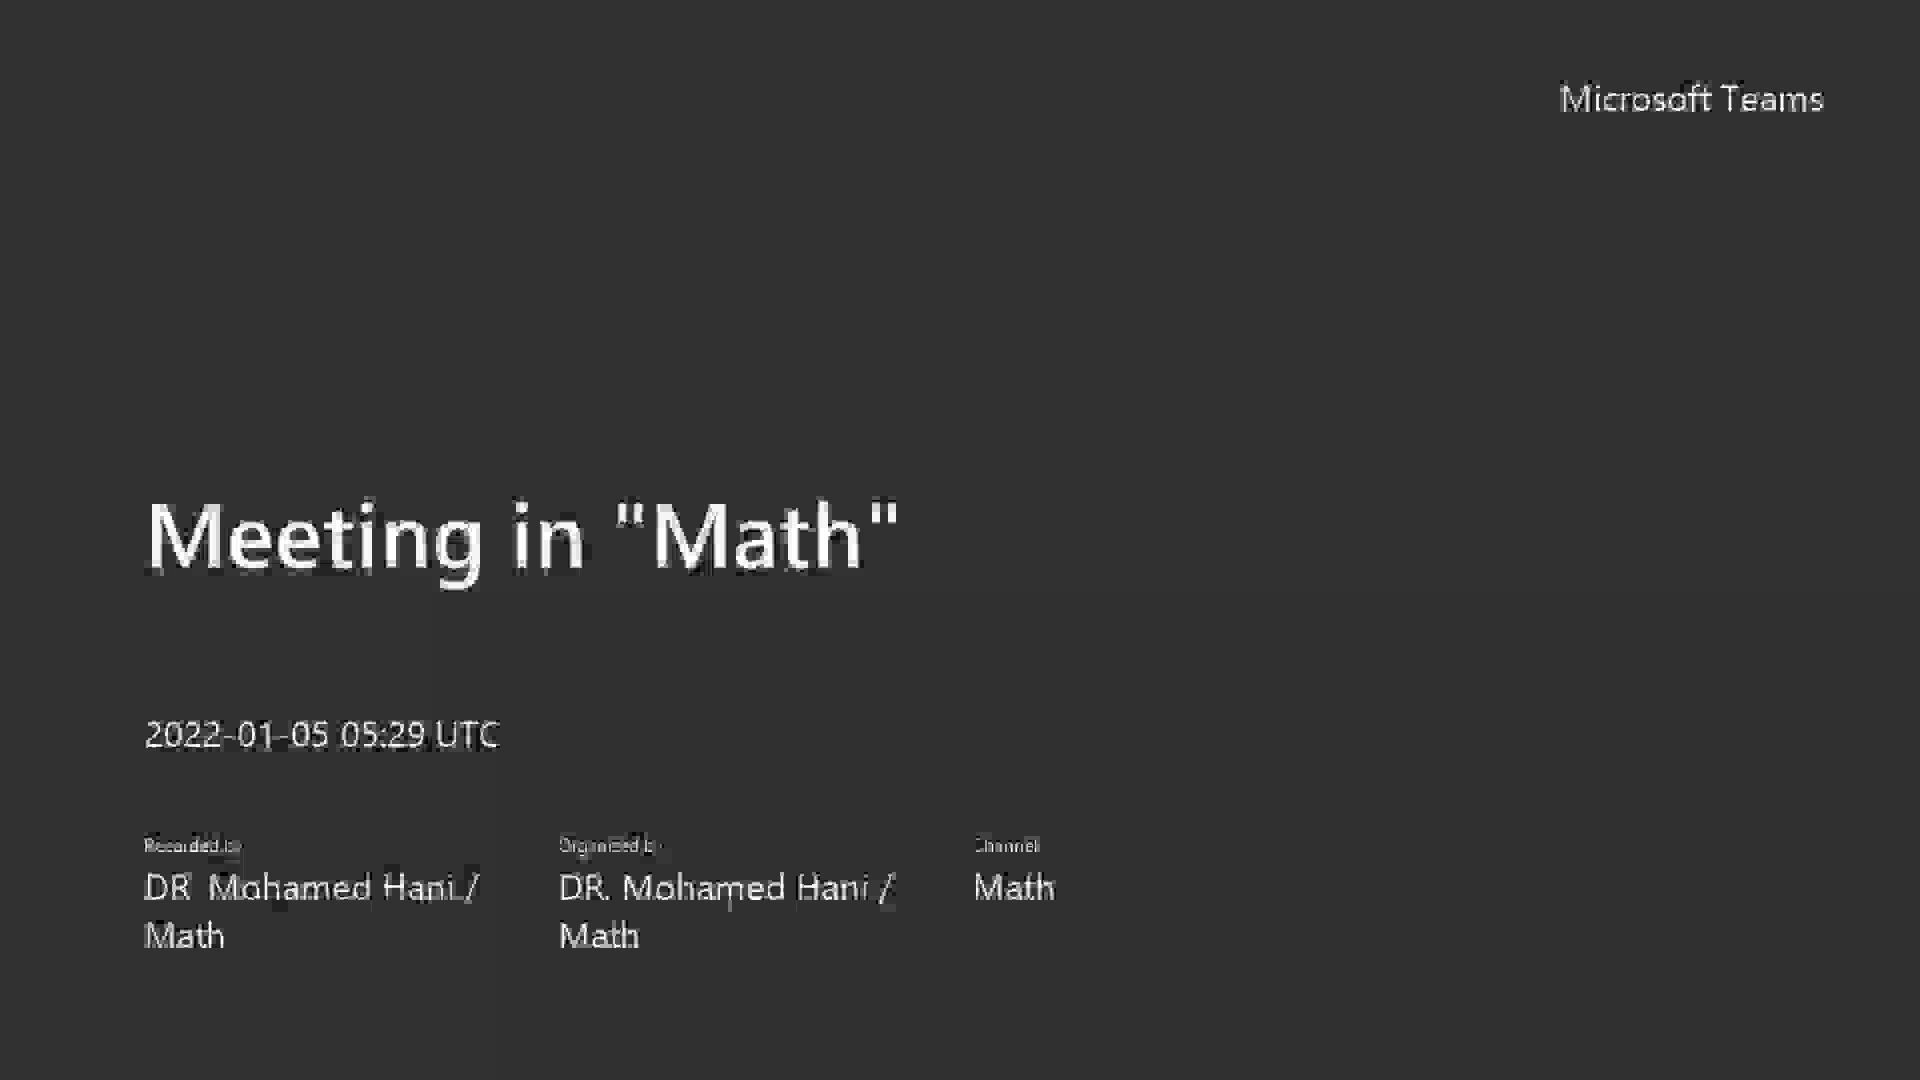 Microsoft Teams
Meeting in "Math"
2022-01-05 05:29 UTC
Recorded by
DR. Mohamed Hani /
Math
Organized by
DR. Mohamed Hani /
Math
Channel
Math